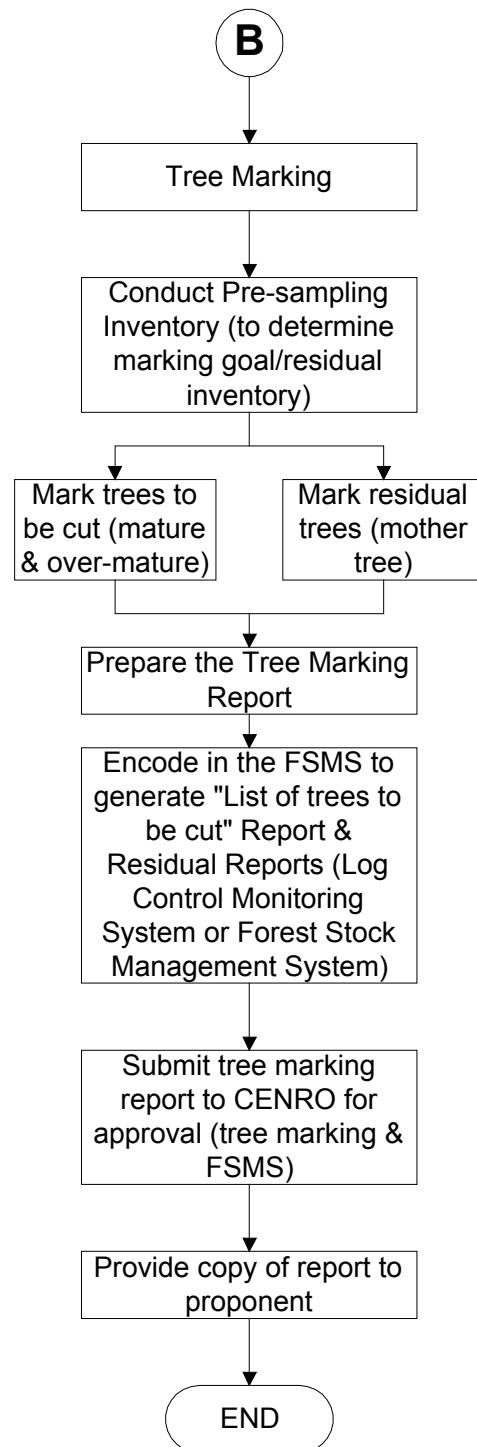 B
Tree Marking
Conduct Pre-sampling
Inventory (to determine
marking goal/residual
inventory)
Mark trees to
be cut (mature
& over-mature)
Mark residual
trees (mother
tree)
Prepare the Tree Marking
Report
Encode in the FSMS to
generate "List of trees to
be cut" Report &
Residual Reports (Log
Control Monitoring
System or Forest Stock
Management System)
Submit tree marking
report to CENRO for
approval (tree marking &
FSMS)
Provide copy of report to
proponent
END